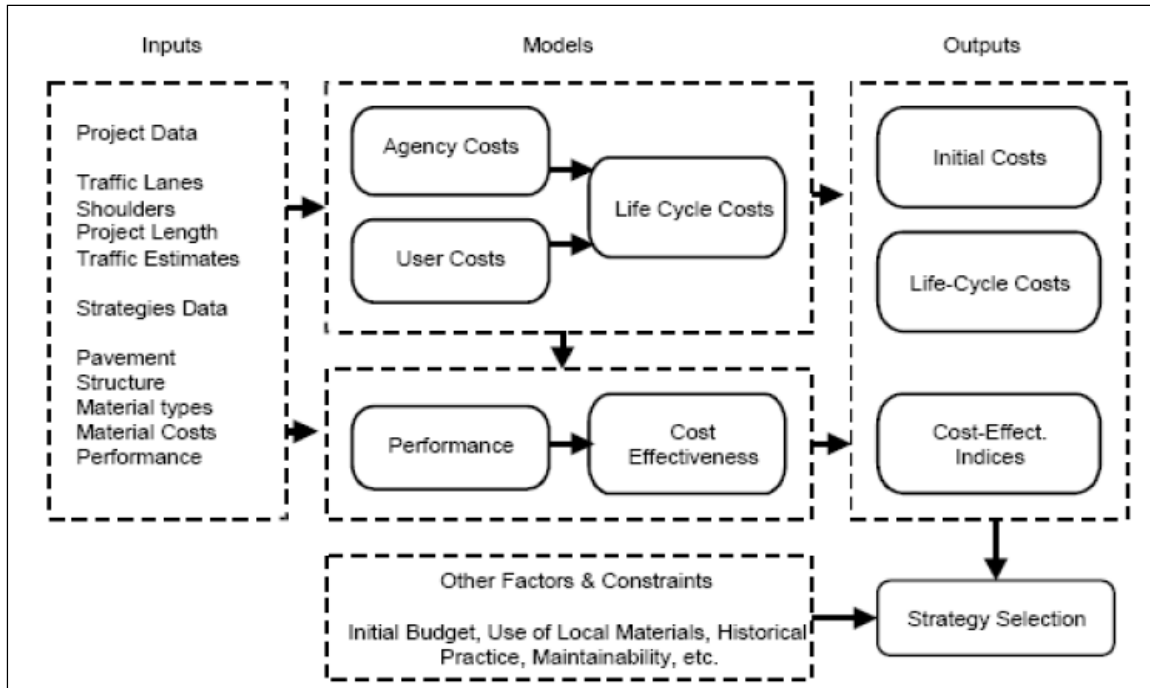 Inputs
Models
Outputs
Project Data
Traffic Lanes
Shoulders
Project Length
Traffic Estimates
Strategies Data
Pavement
Structure
Material types
Material Costs
Performance
Agency Costs
User Costs
Life Cycle Costs
Performance
Cost
Effectiveness
Initial Costs
Life-Cycle Costs
Cost-Effect.
Indices
Other Factors & Constraints
Initial Budget, Use of Local Materials, Historical
Practice, Maintainability, etc.
Strategy Selection